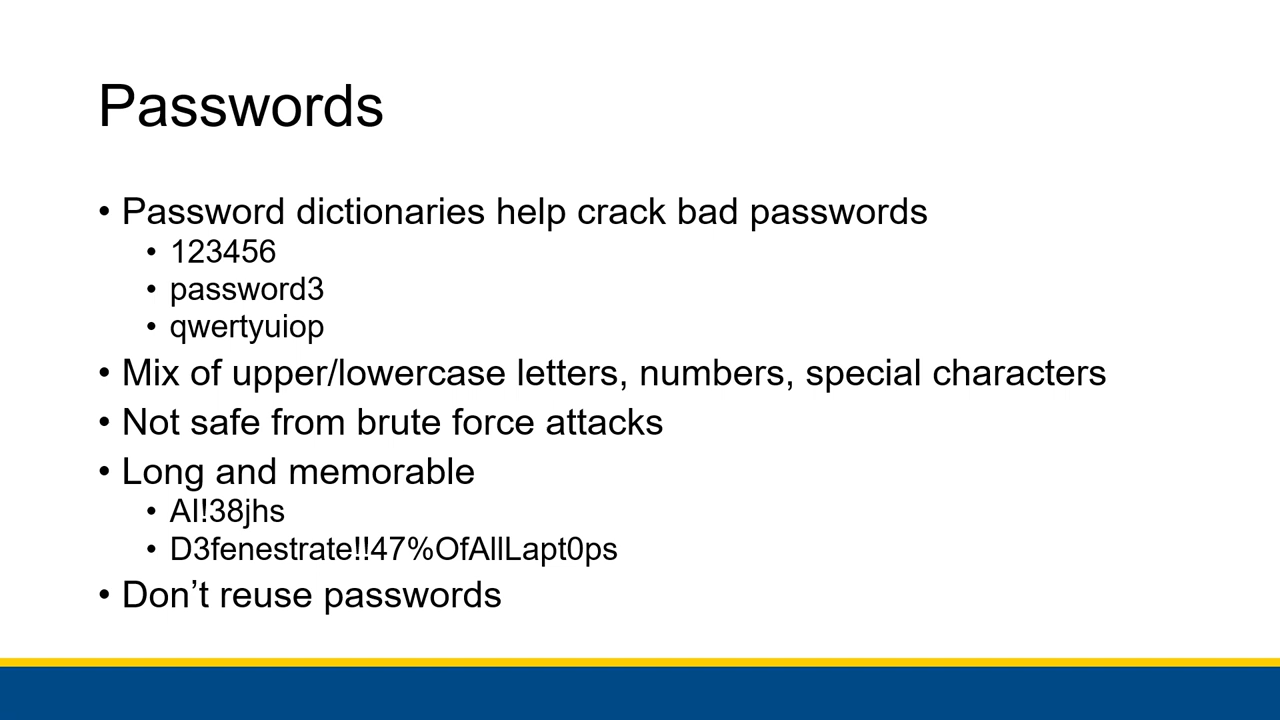 Passwords
• Password dictionaries help crack bad passwords
• 123456
• password3
• qwertyuiop
• Mix of upper/lowercase letters, numbers, special characters
• Not safe from brute force attacks
• Long and memorable
• Al!38jhs
• D3fenestrate!!47%OfAllLapt0ps
• Don’t reuse passwords